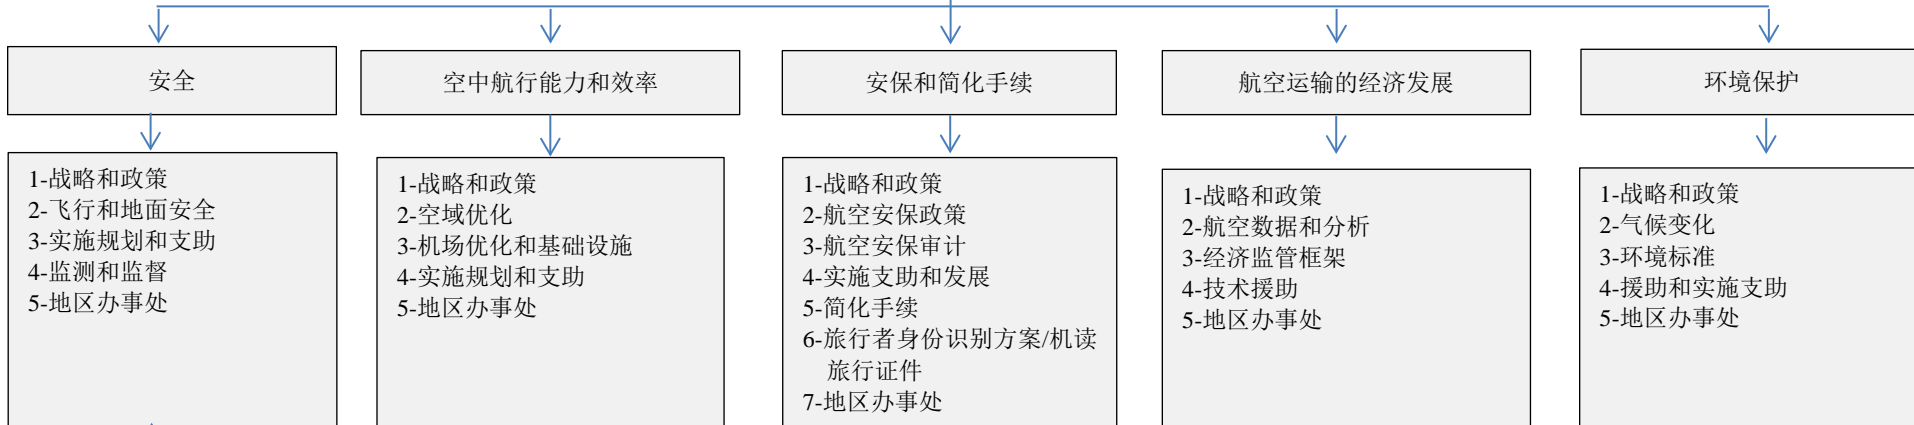 安全
空中航行能力和效率
安保和简化手续
航空运输的经济发展
环境保护
1-战略和政策
2-飞行和地面安全
3-实施规划和支助
4-监测和监督
5-地区办事处
1-战略和政策
2-空域优化
3-机场优化和基础设施
4-实施规划和支助
5-地区办事处
1-战略和政策
2-航空安保政策
3-航空安保审计
4-实施支助和发展
5-简化手续
6-旅行者身份识别方案/机读
旅行证件
7-地区办事处
1-战略和政策
2-航空数据和分析
3-经济监管框架
4-技术援助
5-地区办事处
1-战略和政策
2-气候变化
3-环境标准
4-援助和实施支助
5-地区办事处